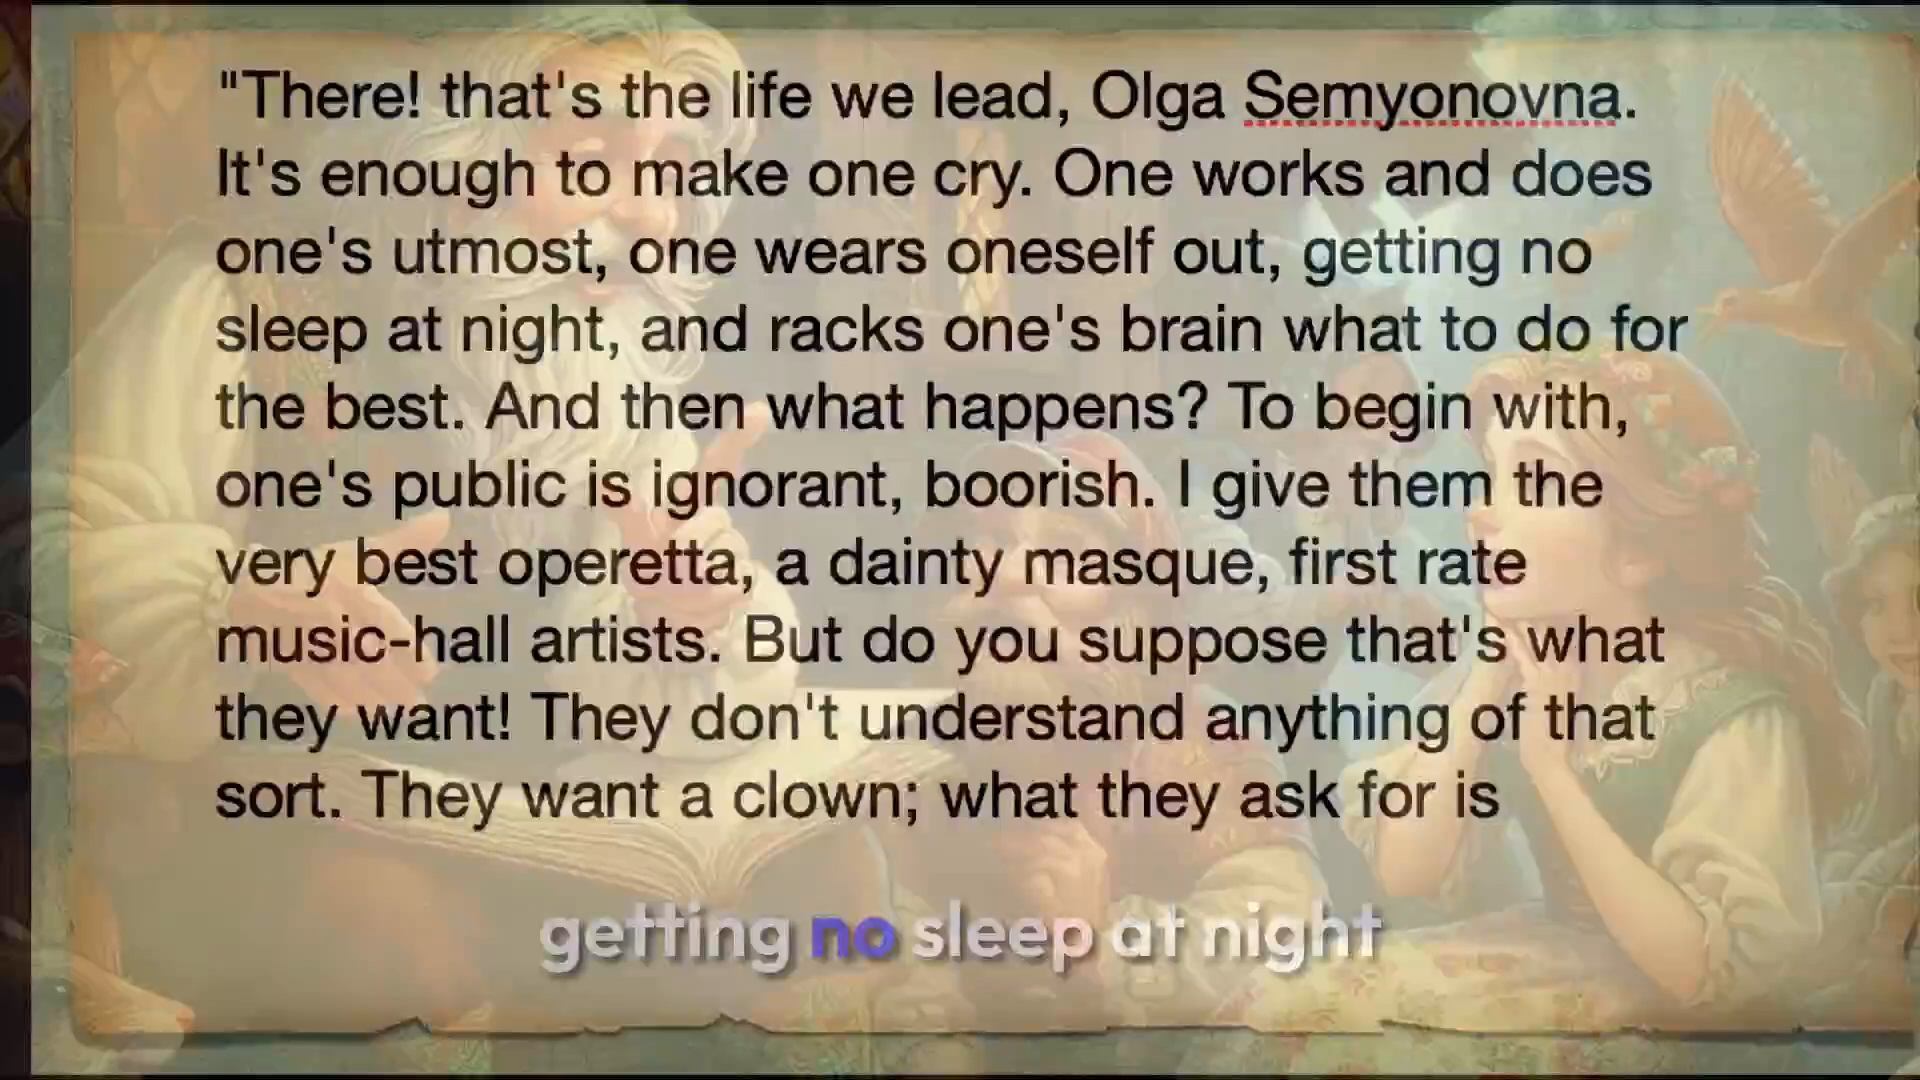 "There! that's the life we lead, Olga Semyonovna.
It's enough to make one cry. One works and does
one's utmost, one wears oneself out, getting no
sleep at night, and racks one's brain what to do for
the best. And then what happens? To begin with,
one's public is ignorant, boorish. I give them the
very best operetta, a dainty masque, first rate
music-hall artists. But do you suppose that's what
they want! They don't understand anything of that
sort. They want a clown; what they ask for is
getting no sleep at night